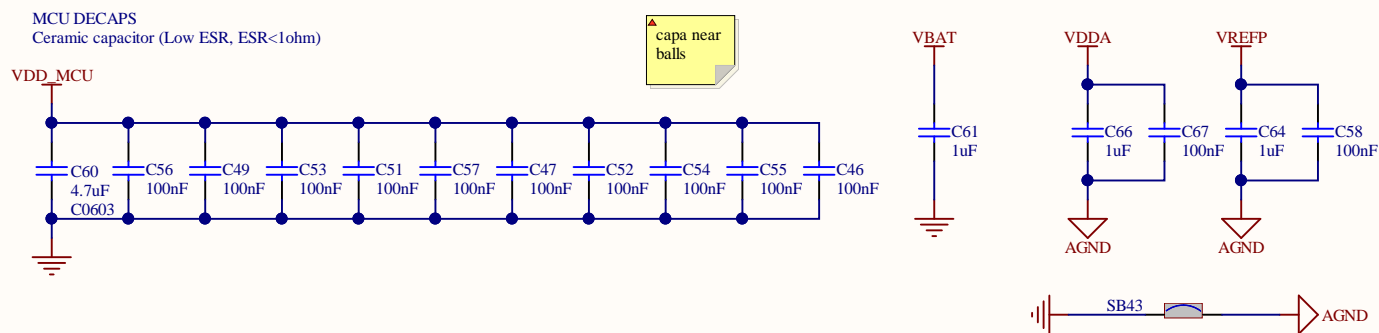 MCU DECAPS
Ceramic capacitor (Low ESR, ESR<1ohm)
capa near
balls
VDD_MCU
C60
4.7uF
C0603
C56
100nF
C49
100nF
C53
100nF
C51
100nF
C57
100nF
C47
100nF
C52
100nF
C54
100nF
C55
100nF
C46
100nF
VBAT
C61
1uF
VDDA
C66
1uF
C67
100nF
AGND
VREFP
C64
1uF
C58
100nF
AGND
SB43
AGND